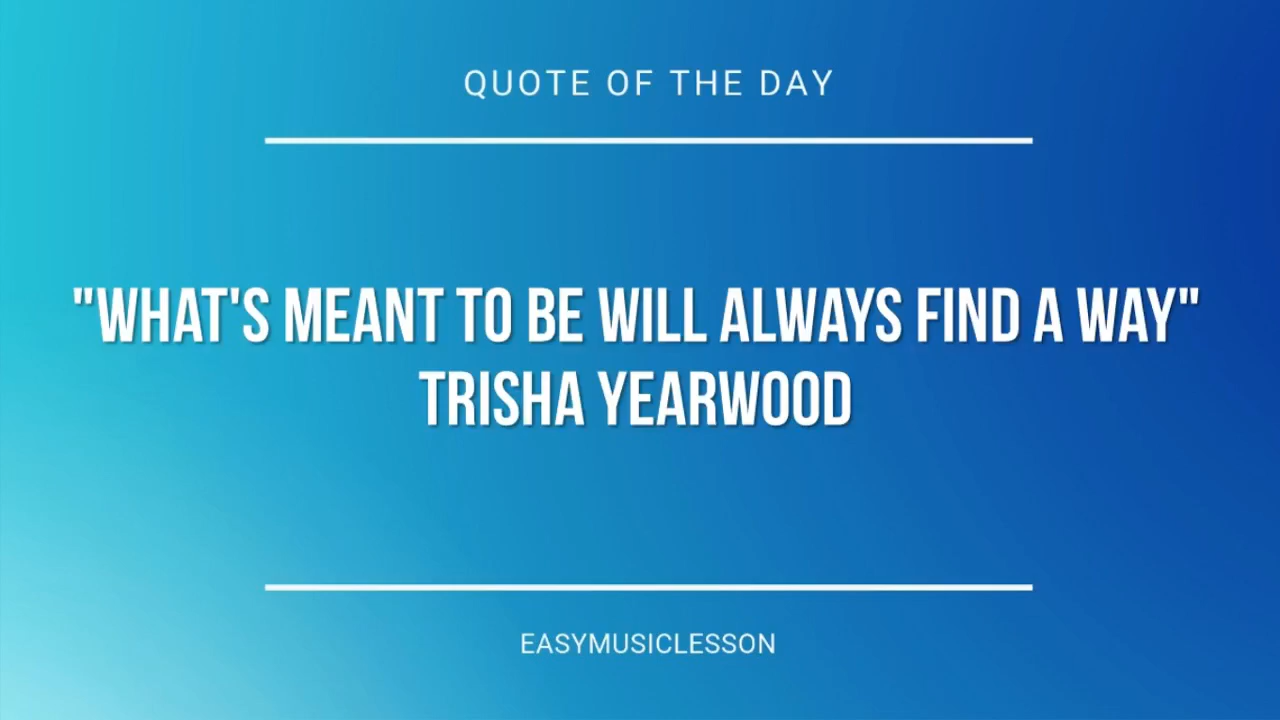 QUOTE OF THE DAY
"WHAT'S MEANT TO BE WILL ALWAYS FIND A WAY"
TRISHA YEARWOOD
EASYMUSICLESSON